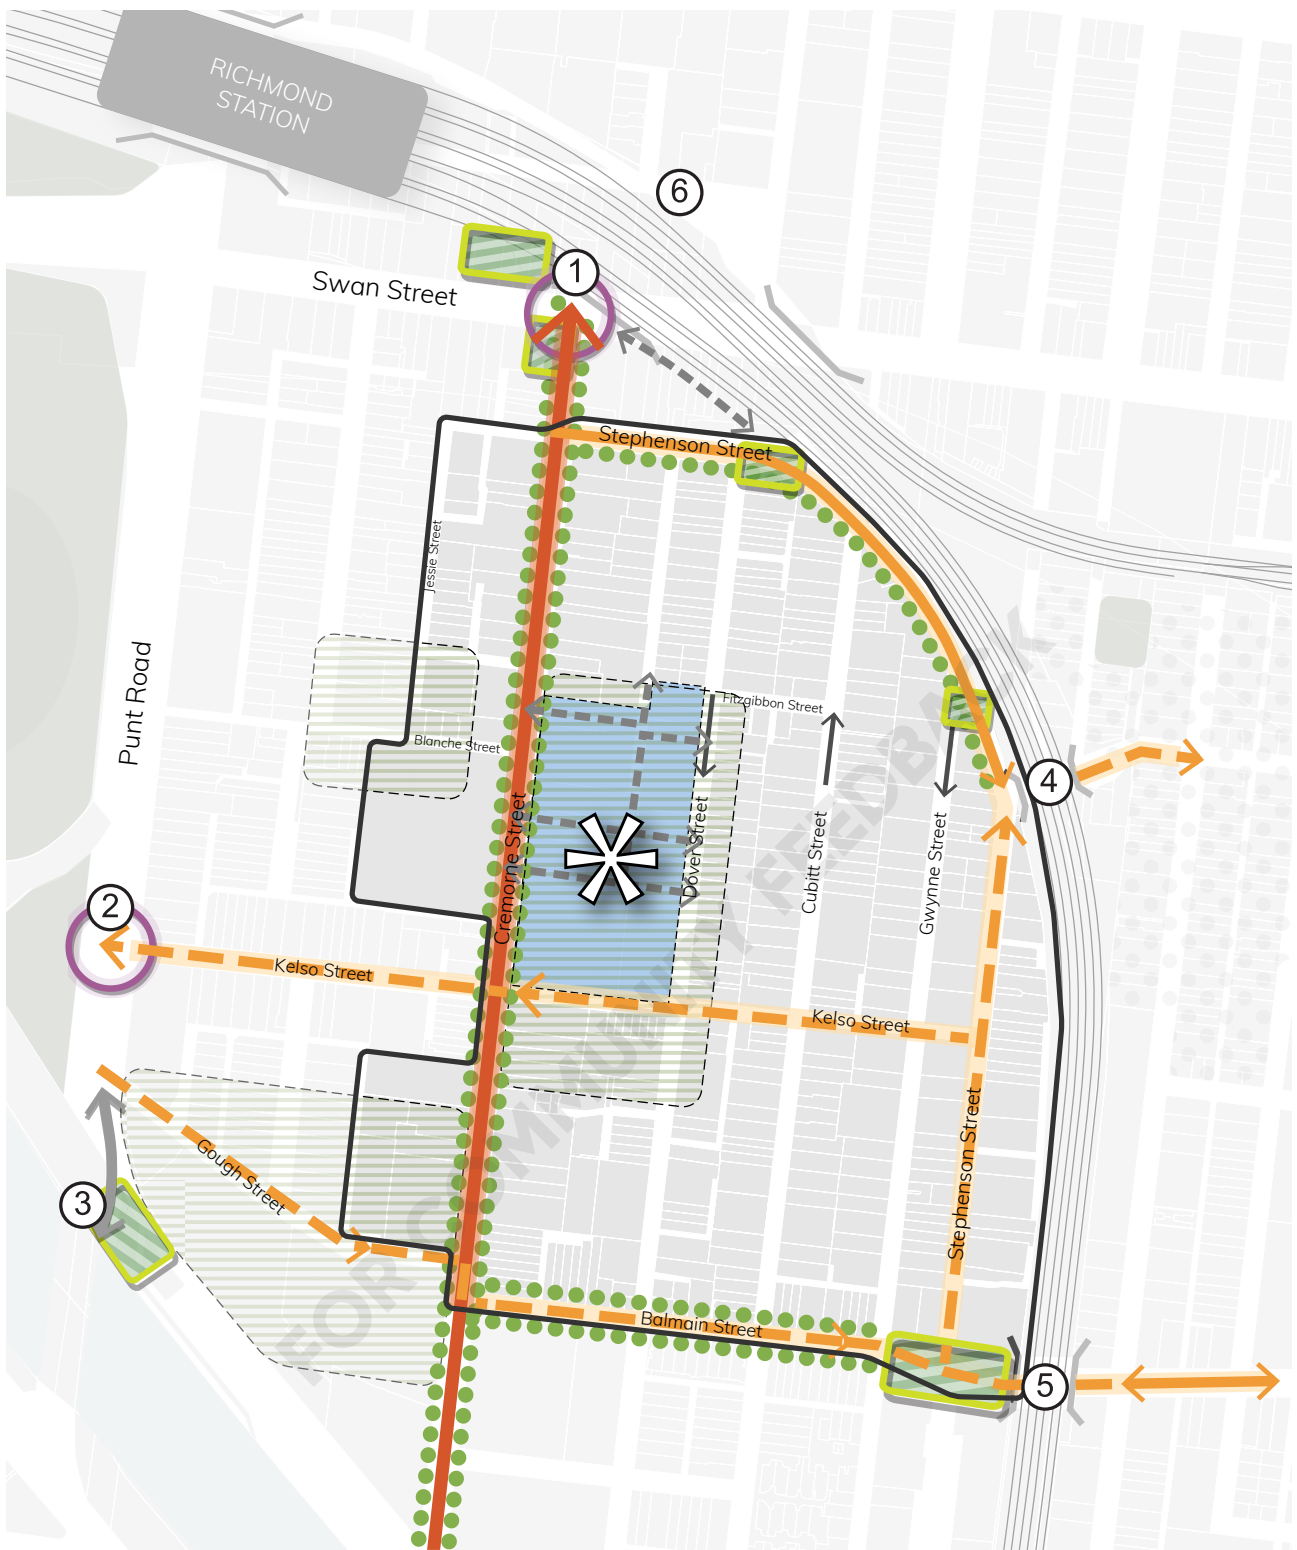 RICHMOND
STATION
6
1
Swan Street
Stephenson Street
Jessie Street
Punt Road
Fitzgibbon Street
Blanche Street
4
Cremorne Street
Dover Street
Cubitt Street
Gwynne Street
2
Kelso Street
Kelso Street
Gough Street
3
Stephenson Street
Balmain Street
5
FOR COMMUNITY FEEDBACK